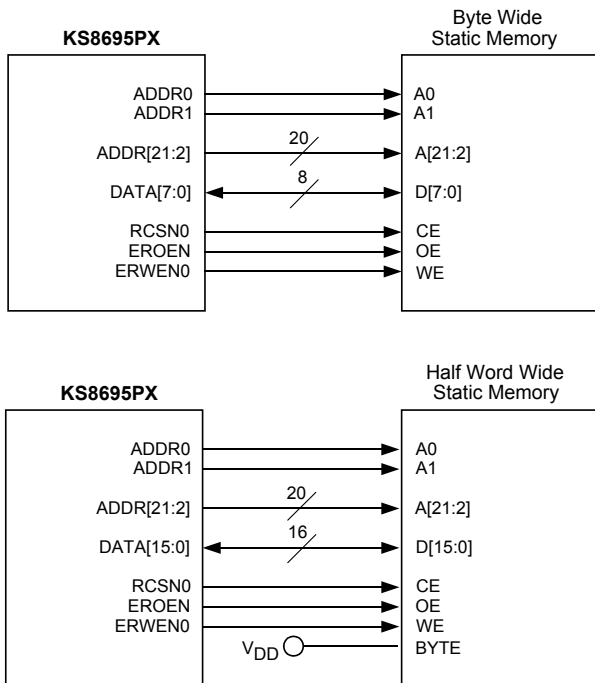 Byte Wide
Static Memory
KS8695PX
ADDR0 A0
ADDR1 A1
ADDR[21:2] 20 A[21:2]
DATA[7:0] 8 D[7:0]
RCSN0 CE
EROEN OE
ERWEN0 WE
Half Word Wide
Static Memory
KS8695PX
ADDR0 A0
ADDR1 A1
ADDR[21:2] 20 A[21:2]
DATA[15:0] 16 D[15:0]
RCSN0 CE
EROEN OE
ERWEN0 WE
VDD BYTE